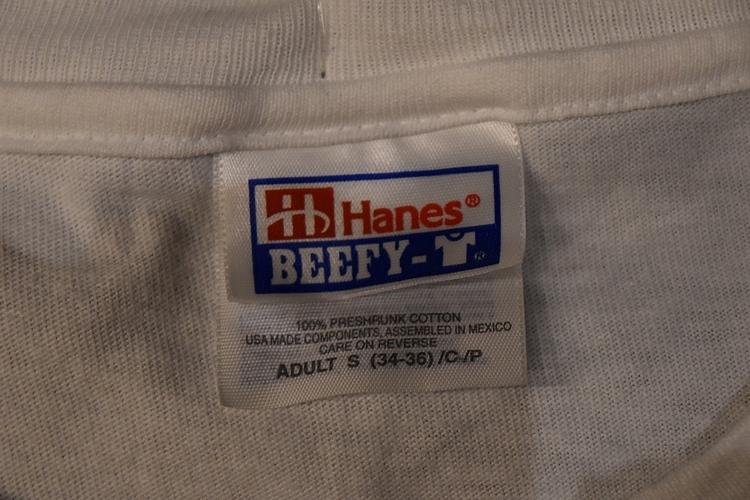 Hanes®
BEEFY-T®
100% PRESHRUNK COTTON
USA MADE COMPONENTS, ASSEMBLED IN MEXICO
CARE ON REVERSE
ADULT S (34-36) /C-/P